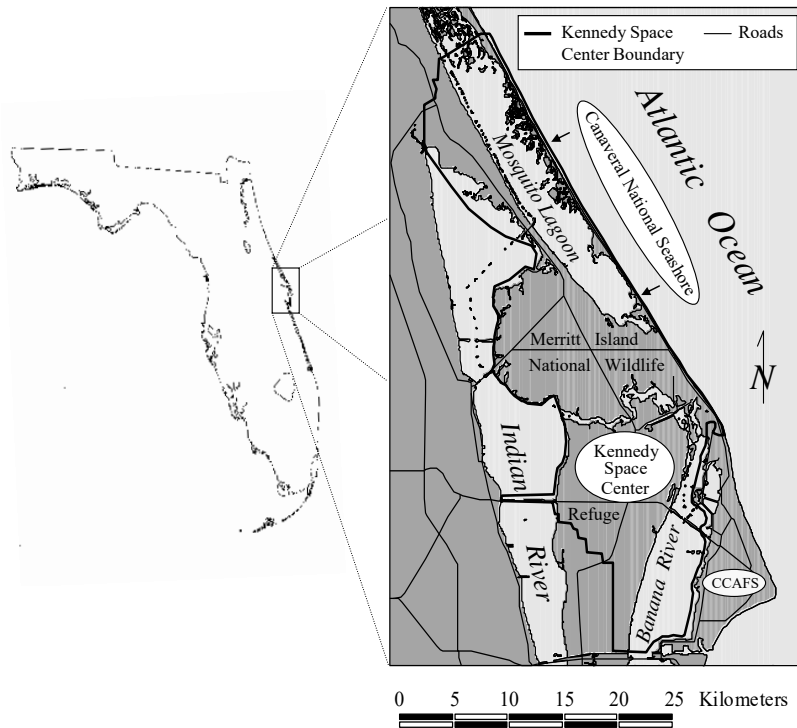 Kennedy Space
Center Boundary
Roads
Atlantic Ocean
Canaveral National Seashore
Mosquito Lagoon
Merritt Island
National Wildlife
N
Indian
Kennedy
Space
Center
Refuge
River
Banana River
CCAFS
0 5 10 15 20 25 Kilometers